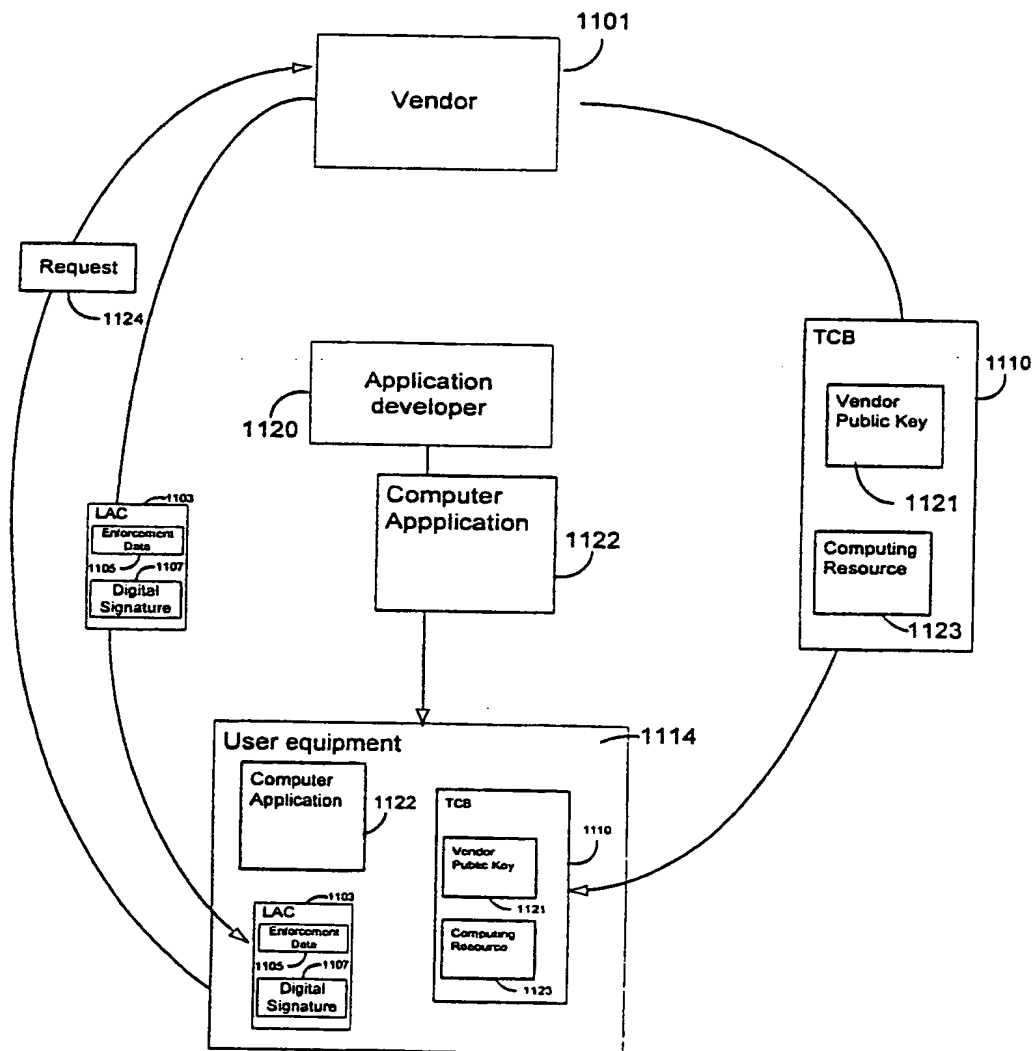 1101
Vendor
Request
1124
TCB
1110
Vendor
Public Key
1121
Computing
Resource
1123
Application
developer
1120
Computer
Appplication
1122
1103
LAC
Enforcement
Data
1105
1107
Digital
Signature
User equipment
1114
Computer
Application
1122
TCB
1110
Vendor
Public Key
1121
Computing
Resource
1123
1103
LAC
Enforcement
Data
1105
1107
Digital
Signature